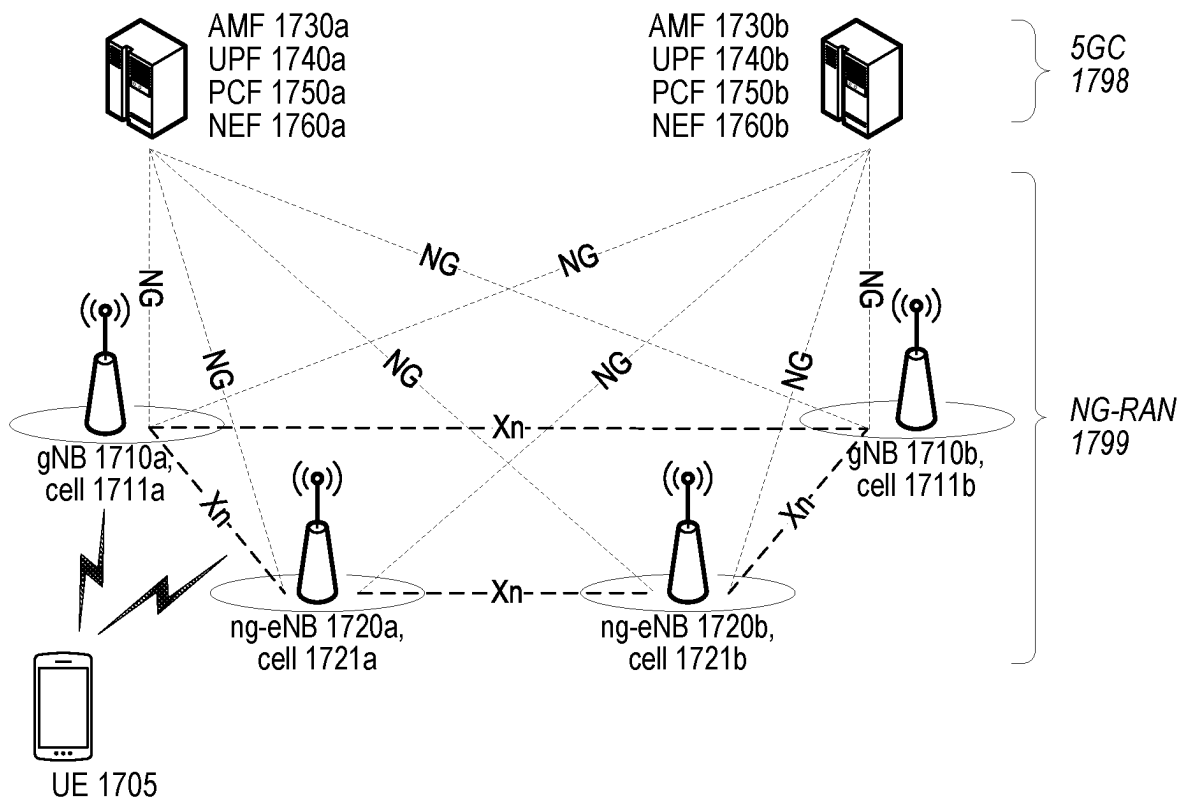 AMF 1730a
UPF 1740a
PCF 1750a
NEF 1760a
AMF 1730b
UPF 1740b
PCF 1750b
NEF 1760b
5GC
1798
NG
NG
NG
NG
NG
NG
NG
NG
NG-RAN
1799
Xn
gNB 1710a,
cell 1711a
gNB 1710b,
cell 1711b
Xn
Xn
Xn
ng-eNB 1720a,
cell 1721a
ng-eNB 1720b,
cell 1721b
UE 1705